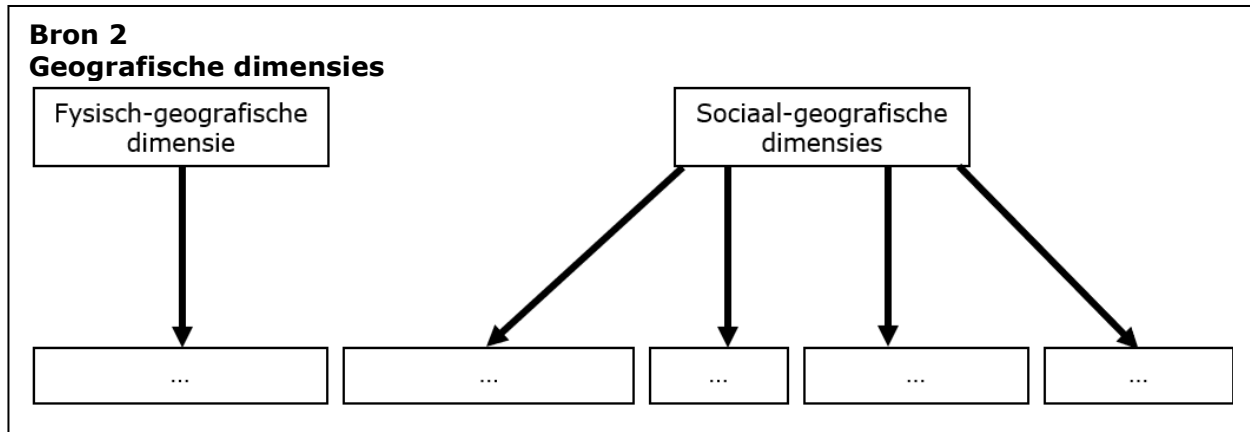 Bron 2
Geografische dimensies
Fysisch-geografische
dimensie
Sociaal-geografische
dimensies
...
...
...
...
...